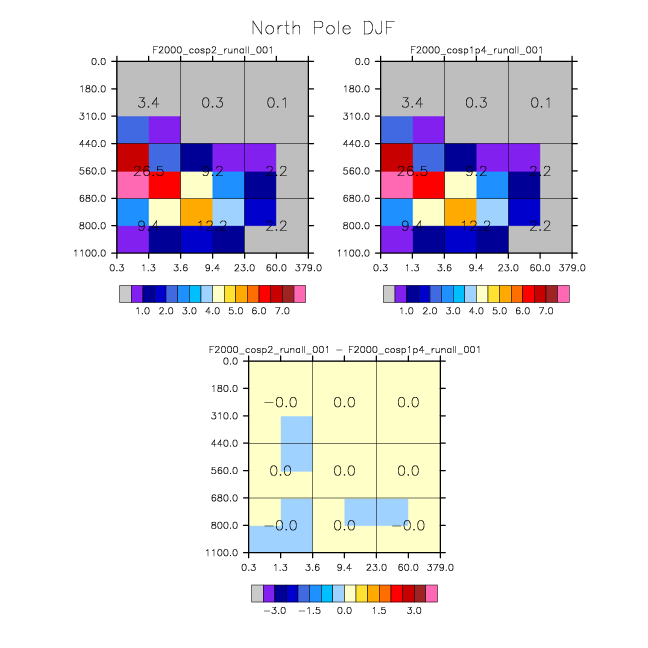 North Pole DJF
F2000_cosp2_runall_001 F2000_cosp1p4_runall_001
0.0 0.0
180.0 180.0
3.4 0.3 0.1 3.4 0.3 0.1
310.0 310.0
440.0 440.0
560.0 26.5 9.2 2.2 560.0 26.5 9.2 2.2
680.0 680.0
800.0 9.4 12.2 2.2 800.0 9.4 12.2 2.2
1100.0 1100.0
0.3 1.3 3.6 9.4 23.0 60.0 379.0 0.3 1.3 3.6 9.4 23.0 60.0 379.0
1.0 2.0 3.0 4.0 5.0 6.0 7.0 1.0 2.0 3.0 4.0 5.0 6.0 7.0
F2000_cosp2_runall_001 − F2000_cosp1p4_runall_001
0.0
180.0
−0.0 0.0 0.0
310.0
440.0
560.0 0.0 0.0 0.0
680.0
800.0 −0.0 0.0 −0.0
1100.0
0.3 1.3 3.6 9.4 23.0 60.0 379.0
−3.0 −1.5 0.0 1.5 3.0